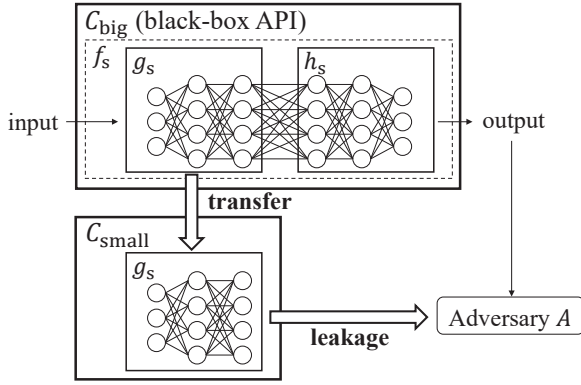 C_big (black-box API)
f_s
g_s
h_s
input
output
transfer
C_small
g_s
leakage
Adversary A